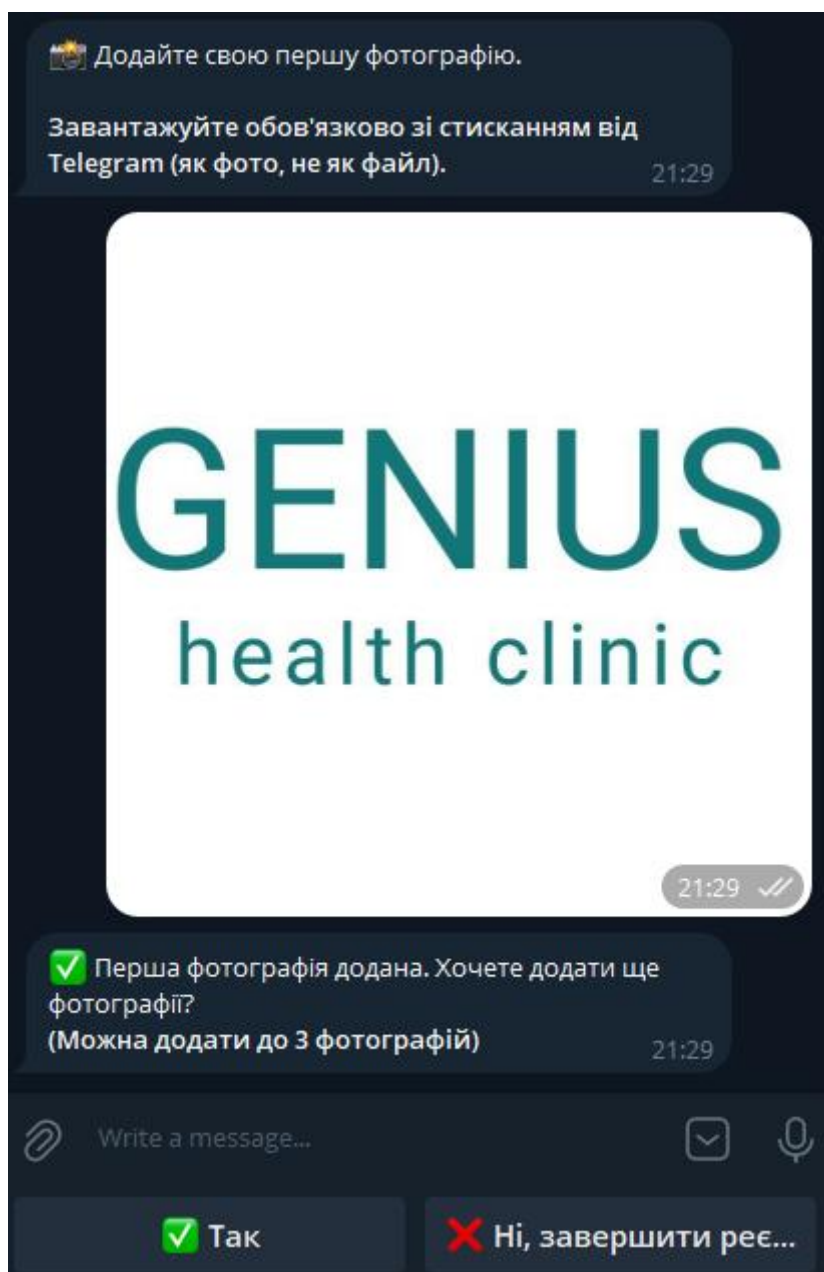 📸 Додайте свою першу фотографію.
Завантажуйте обов'язково зі стисканням від
Telegram (як фото, не як файл).
21:29
GENIUS
health clinic
21:29
✅ Перша фотографія додана. Хочете додати ще
фотографії?
(Можна додати до 3 фотографій)
21:29
Write a message...
✅ Так
❌ Ні, завершити реє...